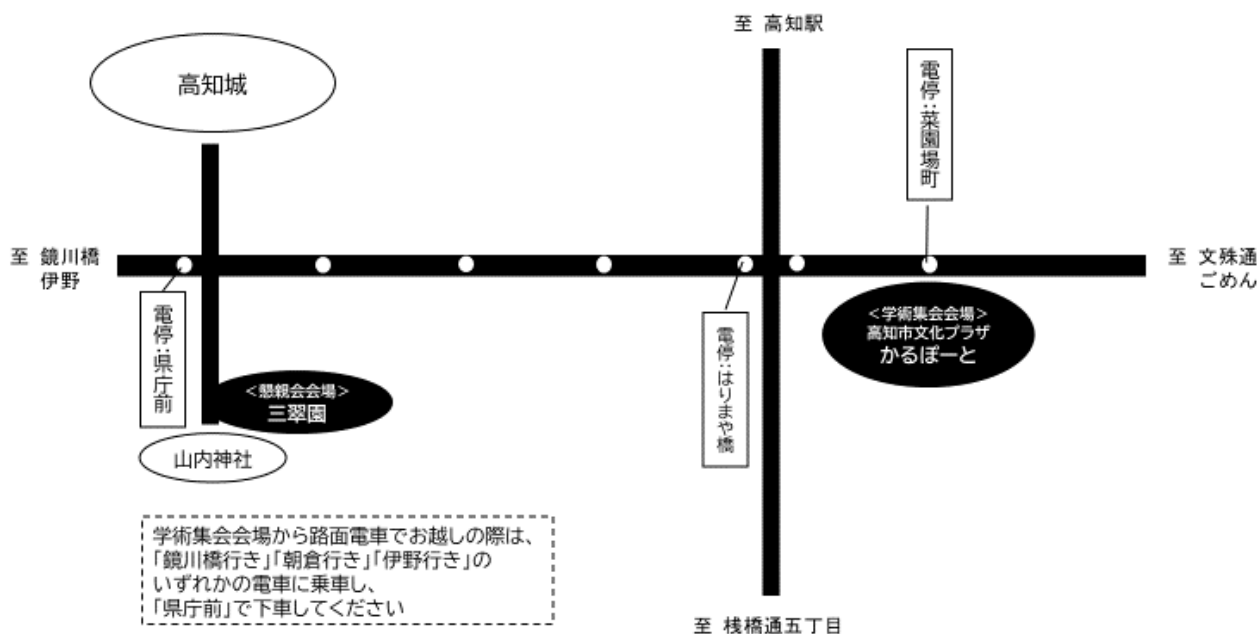 至 高知駅
高知城
電停：菜園場町
至 鏡川橋
伊野
至 文殊通
ごめん
電停：県庁前
電停：はりまや橋
＜学術集会会場＞
高知市文化プラザ
かるぽーと
＜懇親会会場＞
三翠園
山内神社
学術集会会場から路面電車でお越しの際は、
「鏡川橋行き」「朝倉行き」「伊野行き」の
いずれかの電車に乗車し、
「県庁前」で下車してください
至 桟橋通五丁目